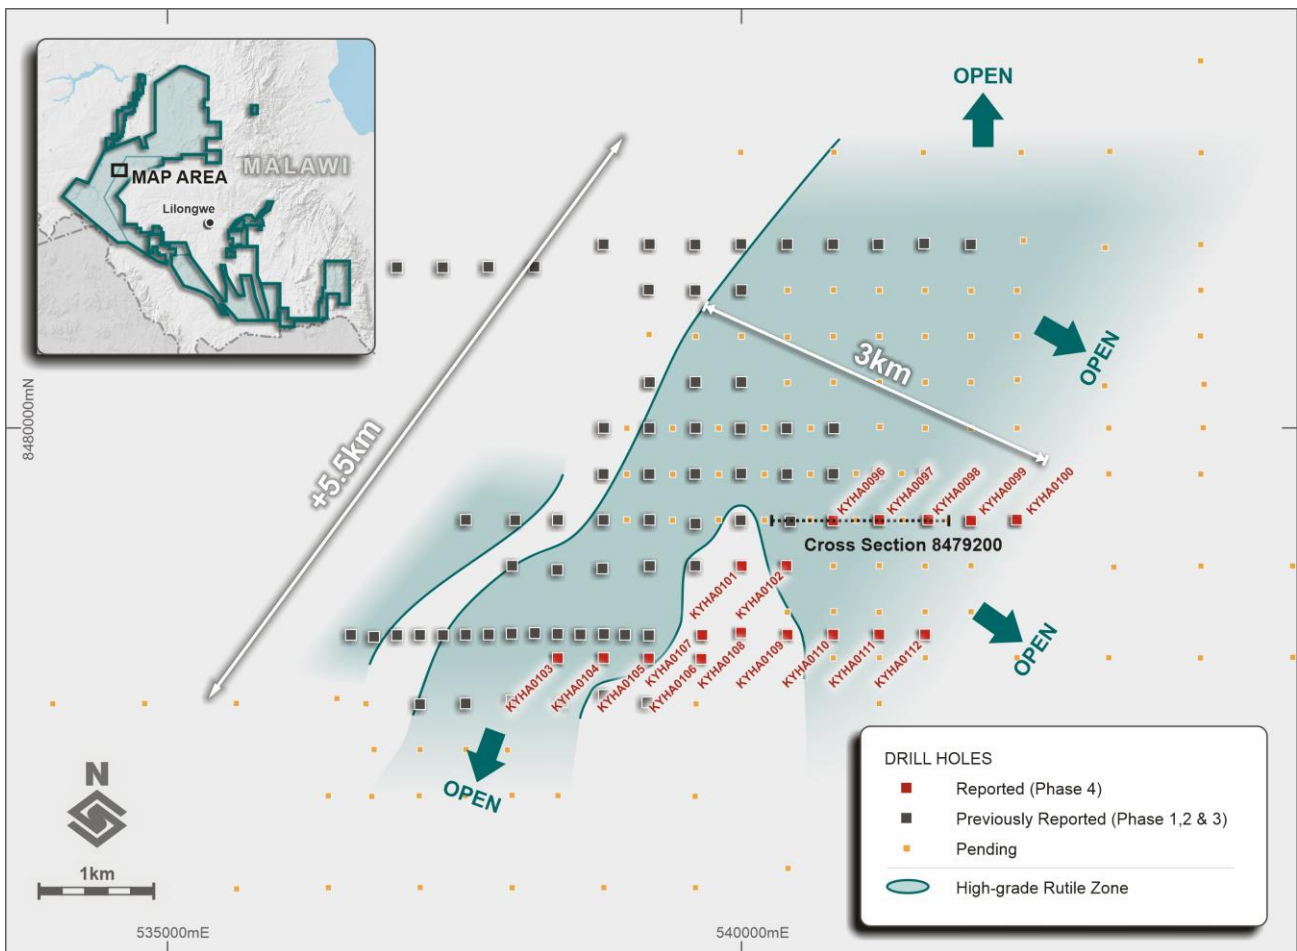 OPEN
MALAWI
MAP AREA
Lilongwe
OPEN
3km
+5.5km
8480000mN
KYHA0096
KYHA0097
KYHA0098
KYHA0099
KYHA0100
Cross Section 8479200
KYHA0101
KYHA0102
OPEN
KYHA0103
KYHA0104
KYHA0105
KYHA0107
KYHA0106
KYHA0108
KYHA0109
KYHA0110
KYHA0111
KYHA0112
OPEN
N
1km
DRILL HOLES
Reported (Phase 4)
Previously Reported (Phase 1,2 & 3)
Pending
High-grade Rutile Zone
535000mE
540000mE